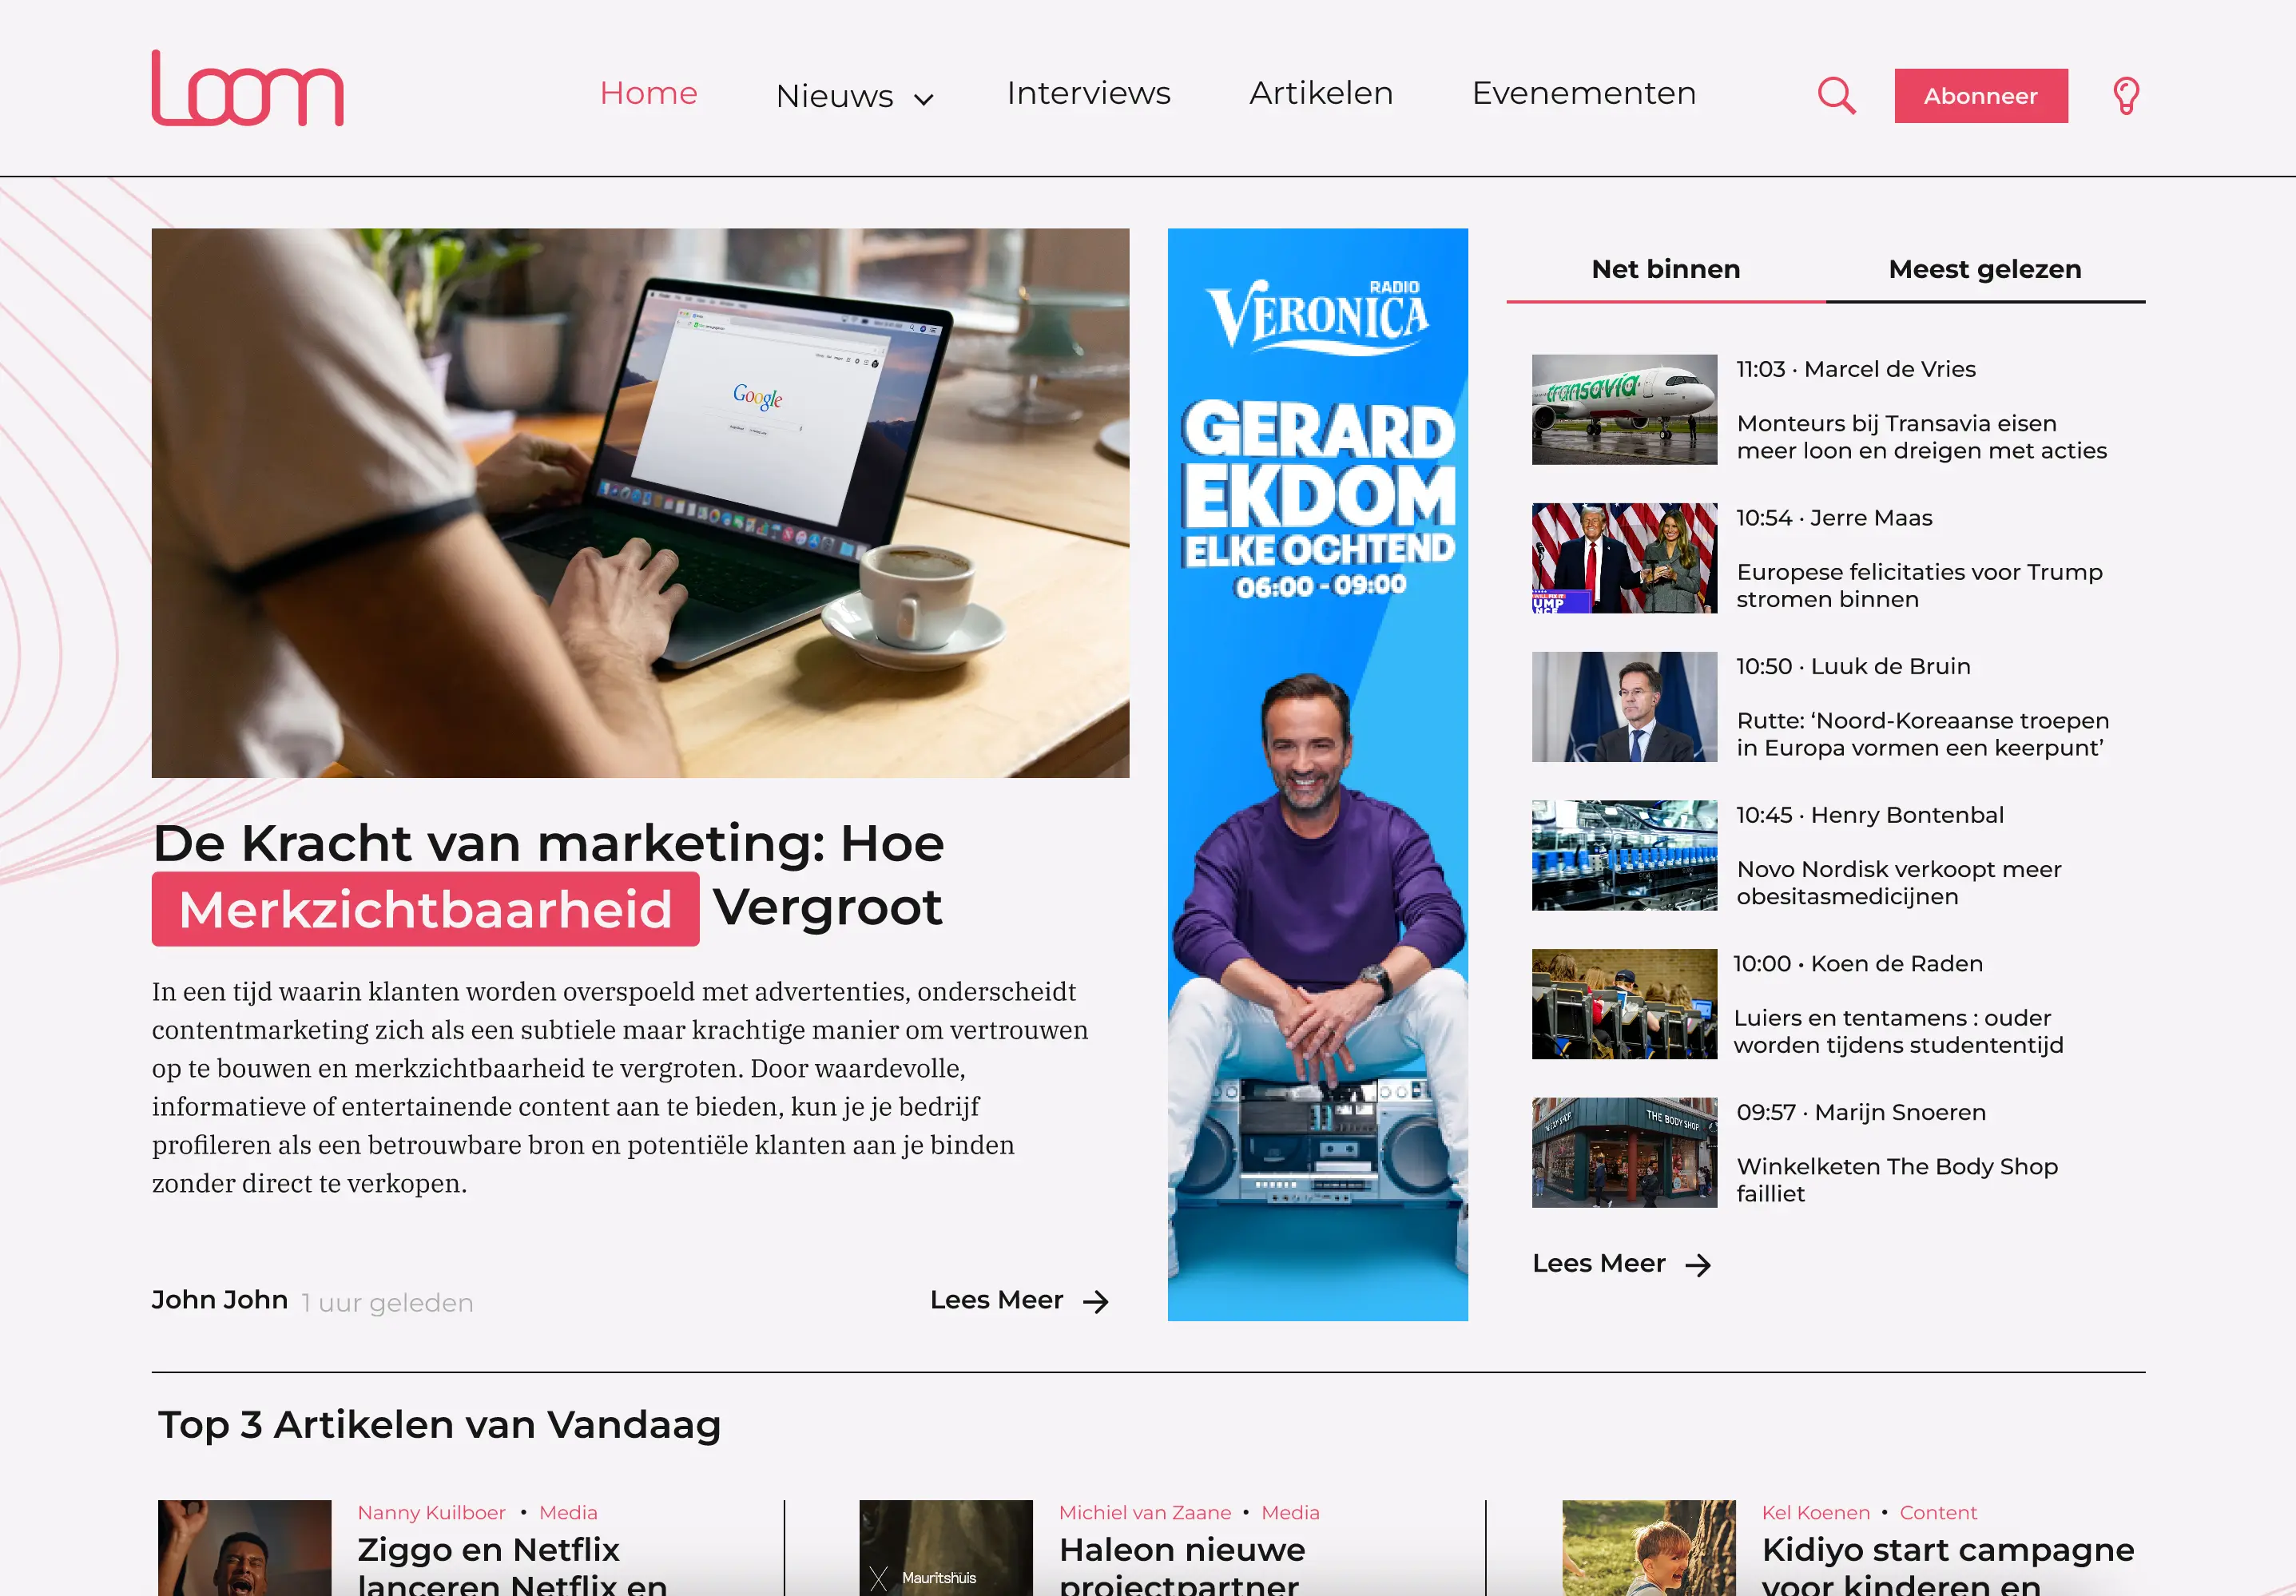 Loom
Home
Nieuws
Interviews
Artikelen
Evenementen
Abonneer
Google
De Kracht van marketing: Hoe
Merkzichtbaarheid Vergroot
In een tijd waarin klanten worden overspoeld met advertenties, onderscheidt
contentmarketing zich als een subtiele maar krachtige manier om vertrouwen
op te bouwen en merkzichtbaarheid te vergroten. Door waardevolle,
informatieve of entertainende content aan te bieden, kun je je bedrijf
profileren als een betrouwbare bron en potentiële klanten aan je binden
zonder direct te verkopen.
John John 1 uur geleden
Lees Meer
RADIO
VERONICA
GERARD
EKDOM
ELKE OCHTEND
06:00 - 09:00
Net binnen
Meest gelezen
transavia
11:03 · Marcel de Vries
Monteurs bij Transavia eisen
meer loon en dreigen met acties
UMP
10:54 · Jerre Maas
Europese felicitaties voor Trump
stromen binnen
10:50 · Luuk de Bruin
Rutte: ‘Noord-Koreaanse troepen
in Europa vormen een keerpunt’
10:45 · Henry Bontenbal
Novo Nordisk verkoopt meer
obesitasmedicijnen
10:00 · Koen de Raden
Luiers en tentamens : ouder
worden tijdens studententijd
THE BODY SHOP
09:57 · Marijn Snoeren
Winkelketen The Body Shop
failliet
Lees Meer
Top 3 Artikelen van Vandaag
Nanny Kuilboer • Media
Ziggo en Netflix
lanceren Netflix en
Mauritshuis
Michiel van Zaane • Media
Haleon nieuwe
projectpartner
Kel Koenen • Content
Kidiyo start campagne
voor kinderen en